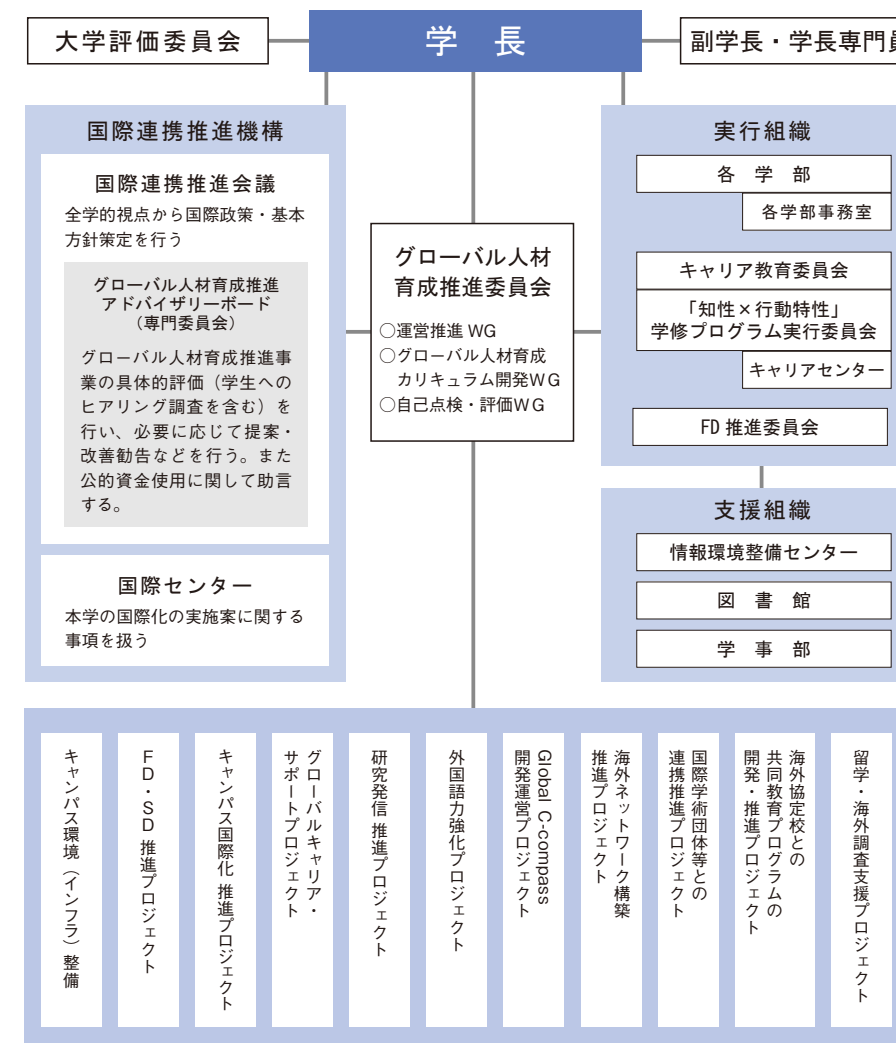 大学評価委員会
学 長
副学長・学長専門
国際連携推進機構
国際連携推進会議
全学的視点から国際政策・基本
方針策定を行う
グローバル人材育成推進
アドバイザリーボード
（専門委員会）
グローバル人材育成推進事
業の具体的評価（学生への
ヒアリング調査を含む）を
行い、必要に応じて提案・
改善勧告などを行う。また
公的資金使用に関して助言
する。
国際センター
本学の国際化の実施案に関する
事項を扱う
グローバル人材
育成推進委員会
○運営推進 WG
○グローバル人材育成
カリキュラム開発WG
○自己点検・評価WG
実行組織
各 学 部
各学部事務室
キャリア教育委員会
「知性×行動特性」
学修プログラム実行委員会
キャリアセンター
FD 推進委員会
支援組織
情報環境整備センター
図 書 館
学 事 部
キャンパス環境（インフラ）整備
FD・SD 推進プロジェクト
キャンパス国際化 推進プロジェクト
グローバルキャリア・
サポートプロジェクト
研究発信 推進プロジェクト
外国語力強化プロジェクト
Global C-compass
開発運営プロジェクト
海外ネットワーク構築
推進プロジェクト
国際学術団体等との
連携推進プロジェクト
海外協定校との
共同教育プログラムの
開発・推進プロジェクト
留学・海外調査支援プロジェクト